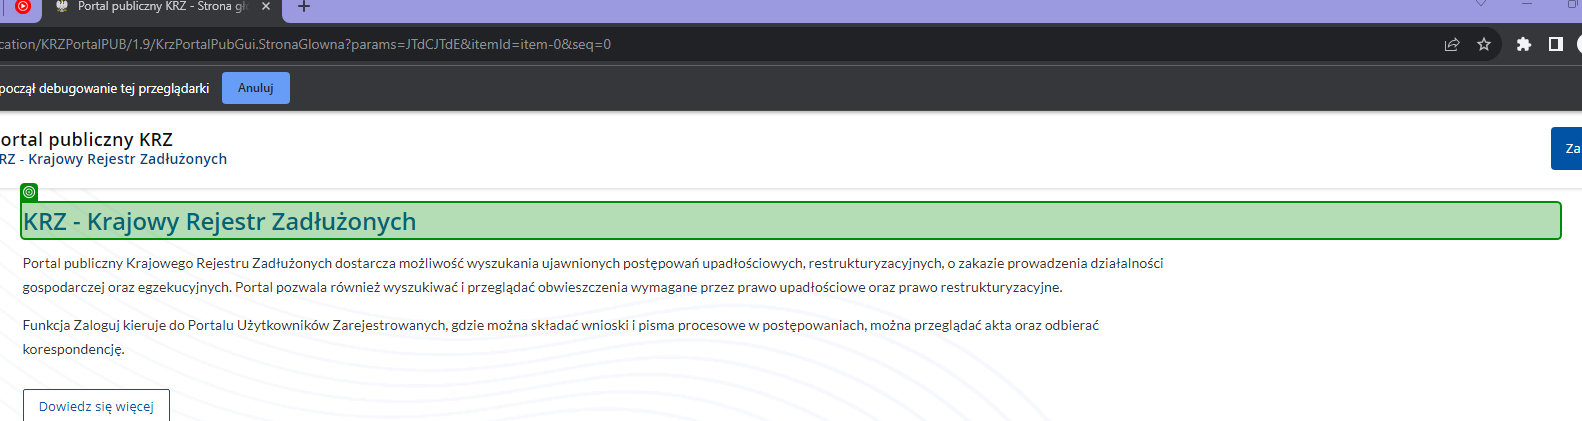 Portal publiczny KRZ - Strona gł
cation/KRZPortalPUB/1.9/KrzPortalPubGui.StronaGlowna?params=JTdCJTdE&itemId=item-0&seq=0
począł debugowanie tej przeglądarki Anuluj
ortal publiczny KRZ
RZ - Krajowy Rejestr Zadłużonych
Za
KRZ - Krajowy Rejestr Zadłużonych
Portal publiczny Krajowego Rejestru Zadłużonych dostarcza możliwość wyszukania ujawnionych postępowań upadłościowych, restrukturyzacyjnych, o zakazie prowadzenia działalności
gospodarczej oraz egzekucyjnych. Portal pozwala również wyszukiwać i przeglądać obwieszczenia wymagane przez prawo upadłościowe oraz prawo restrukturyzacyjne.
Funkcja Zaloguj kieruje do Portalu Użytkowników Zarejestrowanych, gdzie można składać wnioski i pisma procesowe w postępowaniach, można przeglądać akta oraz odbierać
korespondencję.
Dowiedz się więcej